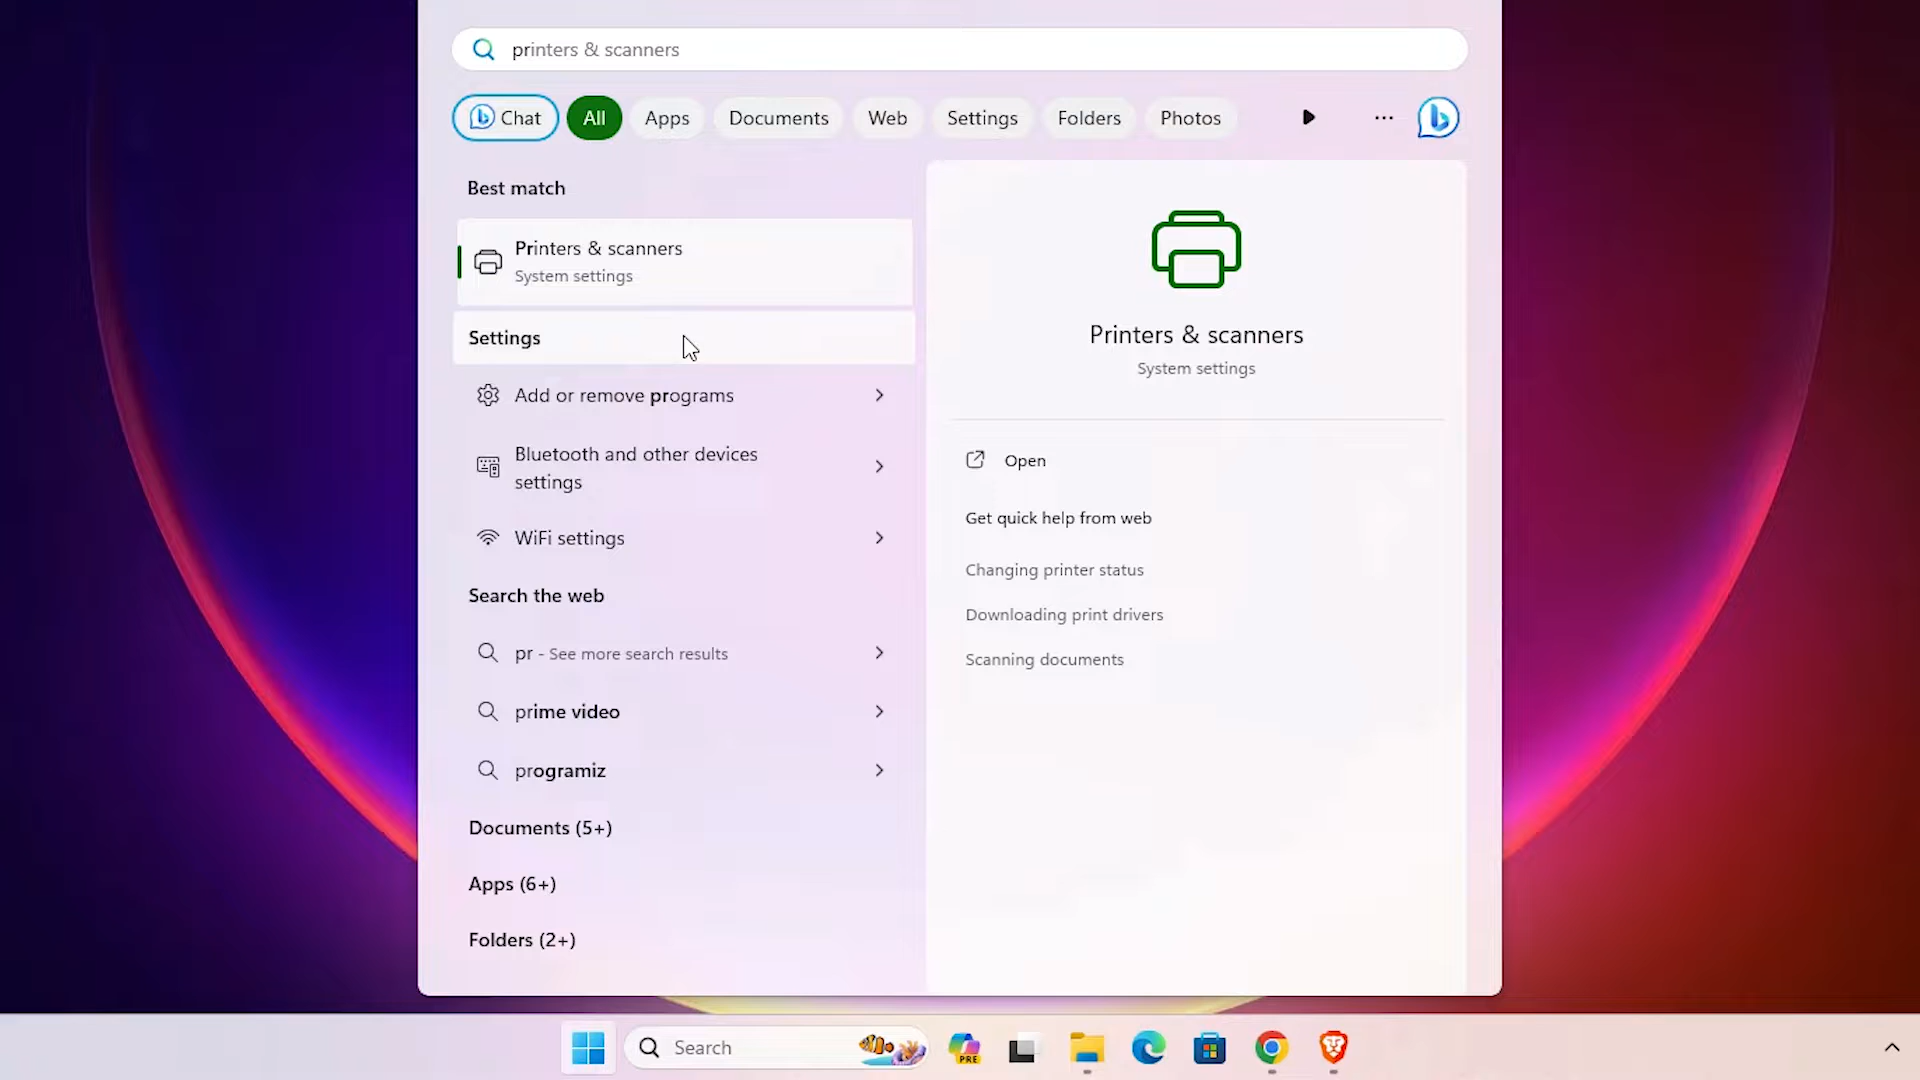 printers & scanners
Chat
All
Apps
Documents
Web
Settings
Folders
Photos
Best match
Printers & scanners
System settings
Settings
Add or remove programs
Bluetooth and other devices
settings
WiFi settings
Search the web
pr - See more search results
prime video
programiz
Documents (5+)
Apps (6+)
Folders (2+)
Printers & scanners
System settings
Open
Get quick help from web
Changing printer status
Downloading print drivers
Scanning documents
Search
PRE